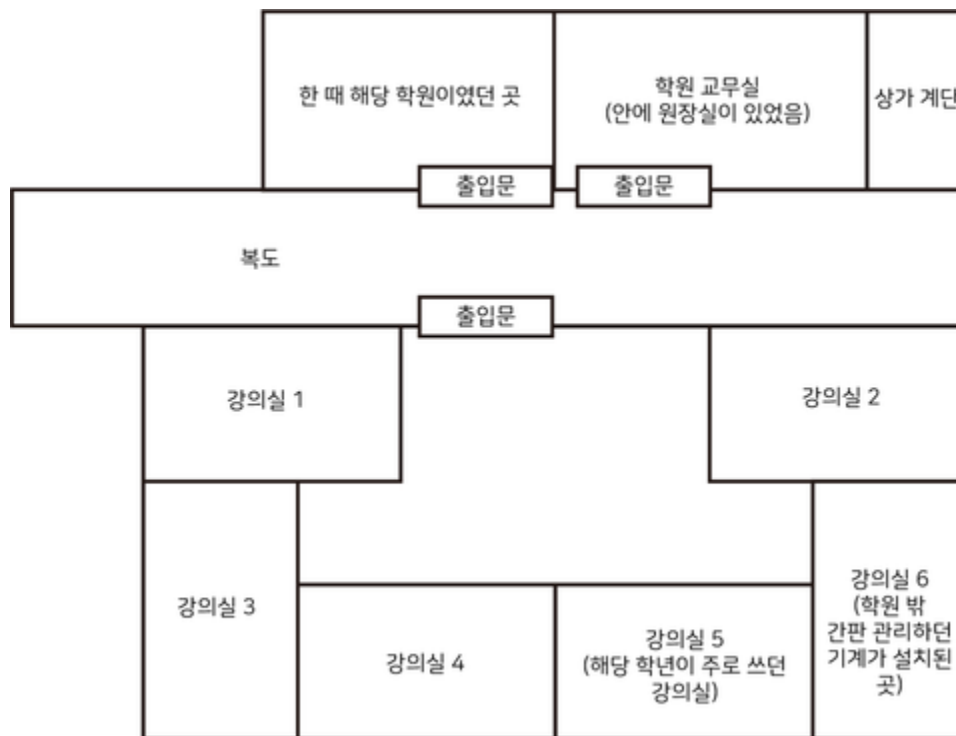 한 때 해당 학원이였던 곳
학원 교무실
(안에 원장실이 있었음)
상가 계단
출입문
출입문
복도
출입문
강의실 1
강의실 2
강의실 3
강의실 4
강의실 5
(해당 학년이 주로 쓰던
강의실)
강의실 6
(학원 밖
간판 관리하던
기계가 설치된
곳)